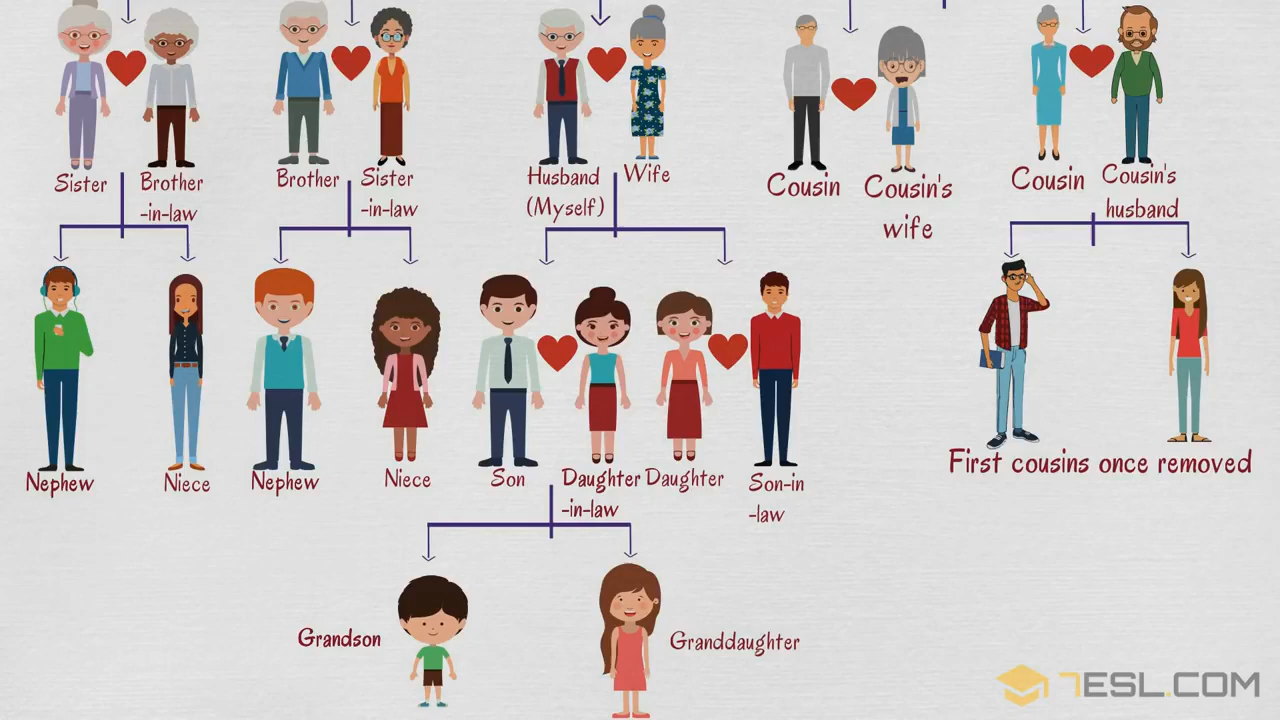 Sister
Brother
-in-law
Brother
Sister
-in-law
Husband
(Myself)
Wife
Cousin
Cousin's
wife
Cousin
Cousin's
husband
Nephew
Niece
Nephew
Niece
Son
Daughter
-in-law
Daughter
Son-in
-law
First cousins once removed
Grandson
Granddaughter
7ESL.COM